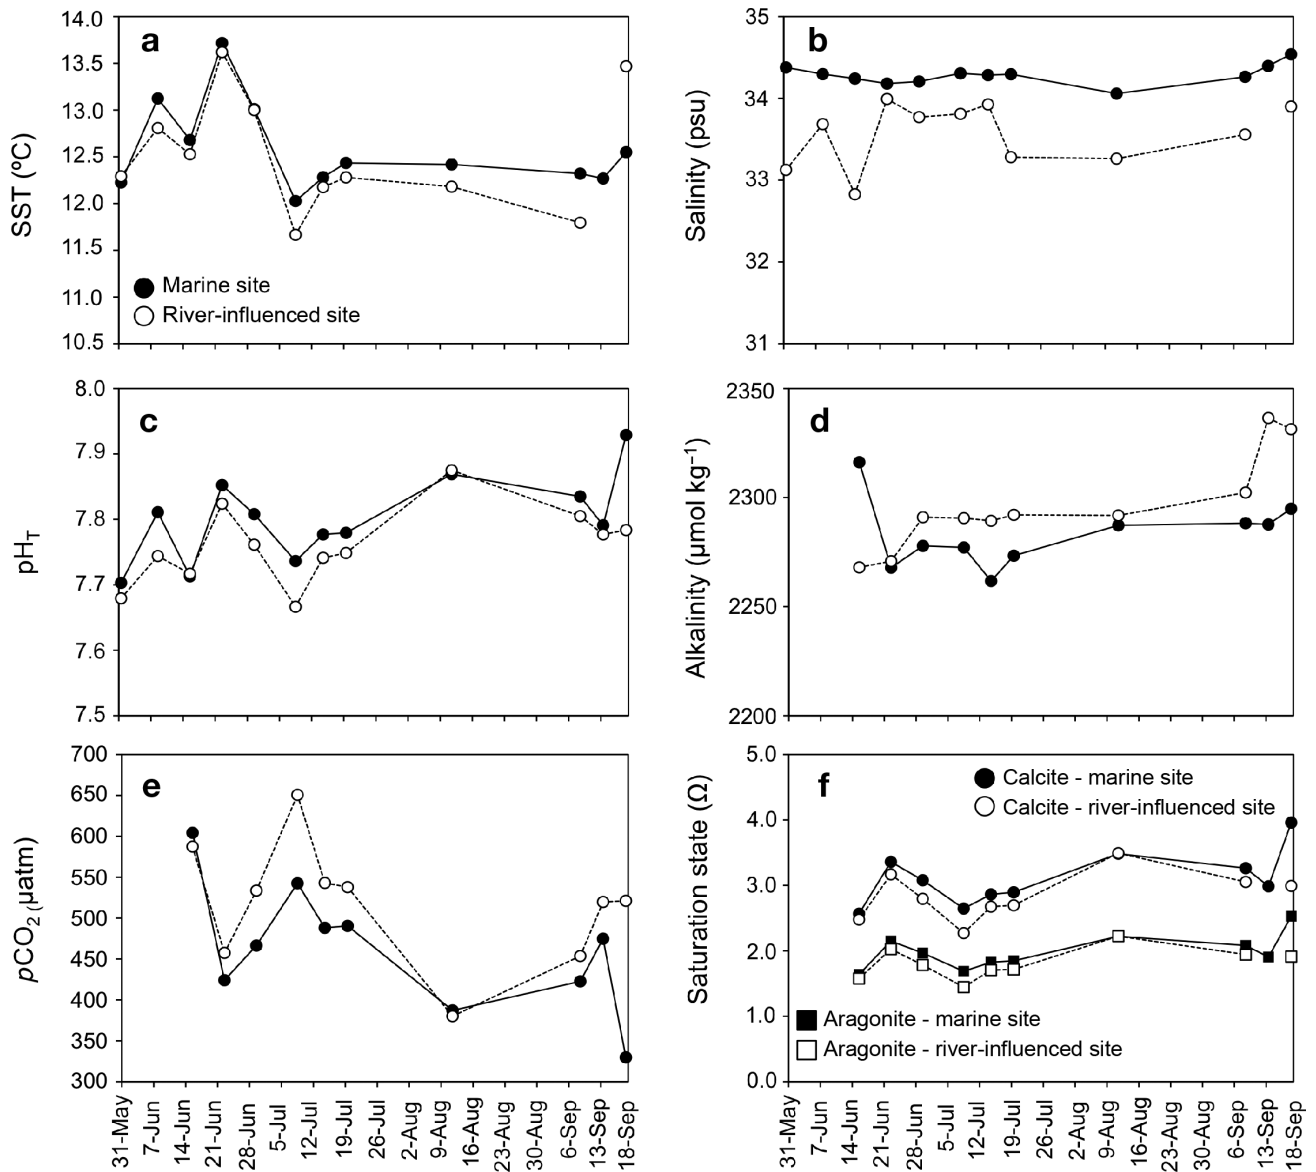 a
14.0
13.5
13.0
12.5
12.0
11.5
11.0
10.5
SST (ºC)
Marine site
River-influenced site
b
35
34
33
32
31
Salinity (psu)
c
8.0
7.9
7.8
7.7
7.6
7.5
pHT
d
2350
2300
2250
2200
Alkalinity (µmol kg⁻¹)
e
700
650
600
550
500
450
400
350
300
pCO2 (µatm)
31-May
7-Jun
14-Jun
21-Jun
28-Jun
5-Jul
12-Jul
19-Jul
26-Jul
2-Aug
9-Aug
16-Aug
23-Aug
30-Aug
6-Sep
13-Sep
18-Sep
f
5.0
4.0
3.0
2.0
1.0
0.0
Saturation state (Ω)
Calcite - marine site
Calcite - river-influenced site
Aragonite - marine site
Aragonite - river-influenced site
31-May
7-Jun
14-Jun
21-Jun
28-Jun
5-Jul
12-Jul
19-Jul
26-Jul
2-Aug
9-Aug
16-Aug
23-Aug
30-Aug
6-Sep
13-Sep
18-Sep